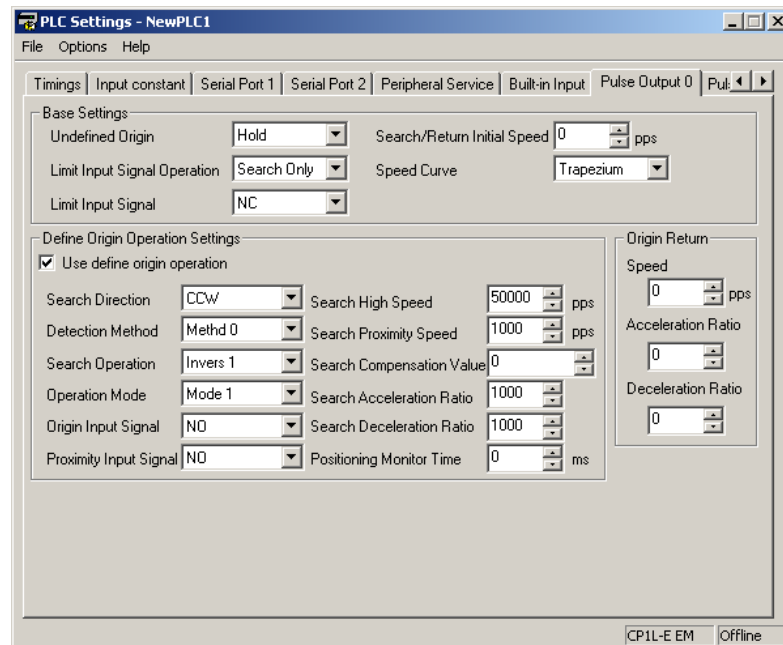 PLC Settings - NewPLC1
File Options Help
Timings Input constant Serial Port 1 Serial Port 2 Peripheral Service Built-in Input Pulse Output 0 Pul
Base Settings
Undefined Origin Hold Search/Return Initial Speed 0 pps
Limit Input Signal Operation Search Only Speed Curve Trapezium
Limit Input Signal NC
Define Origin Operation Settings
Use define origin operation
Search Direction CCW Search High Speed 50000 pps
Detection Method Methd 0 Search Proximity Speed 1000 pps
Search Operation Invers 1 Search Compensation Value 0
Operation Mode Mode 1 Search Acceleration Ratio 1000
Origin Input Signal NO Search Deceleration Ratio 1000
Proximity Input Signal NO Positioning Monitor Time 0 ms
Origin Return
Speed
0 pps
Acceleration Ratio
0
Deceleration Ratio
0
CP1L-E EM Offline